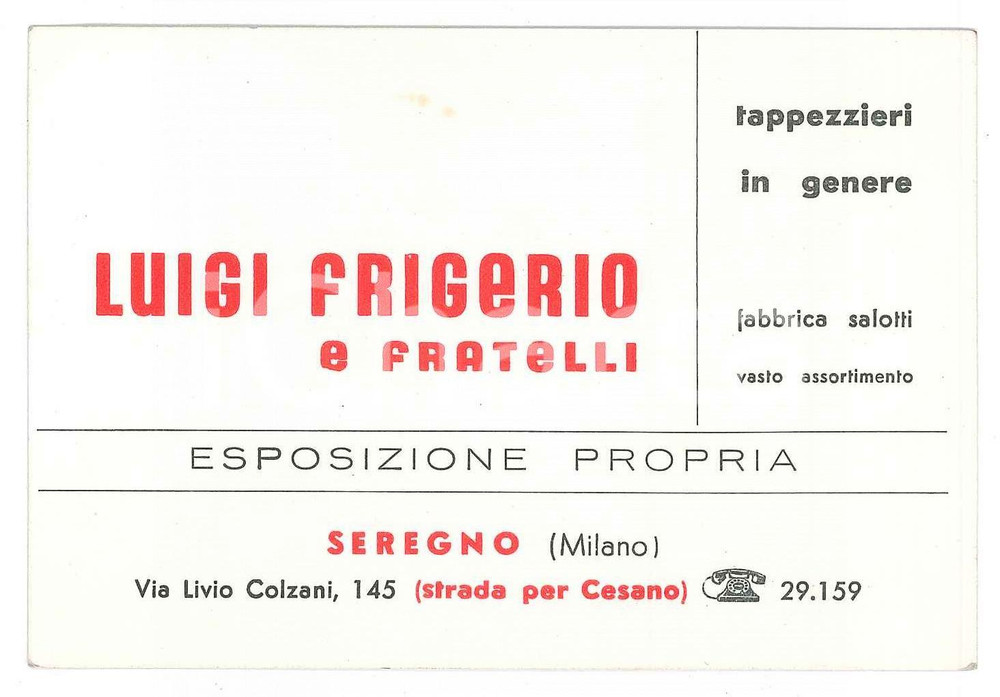 LUIGI FRIGERIO
e FRATELLI
tappezzieri
in genere
fabbrica salotti
vasto assortimento
ESPOSIZIONE PROPRIA
SEREGNO (Milano)
Via Livio Colzani, 145 (strada per Cesano) 29.159